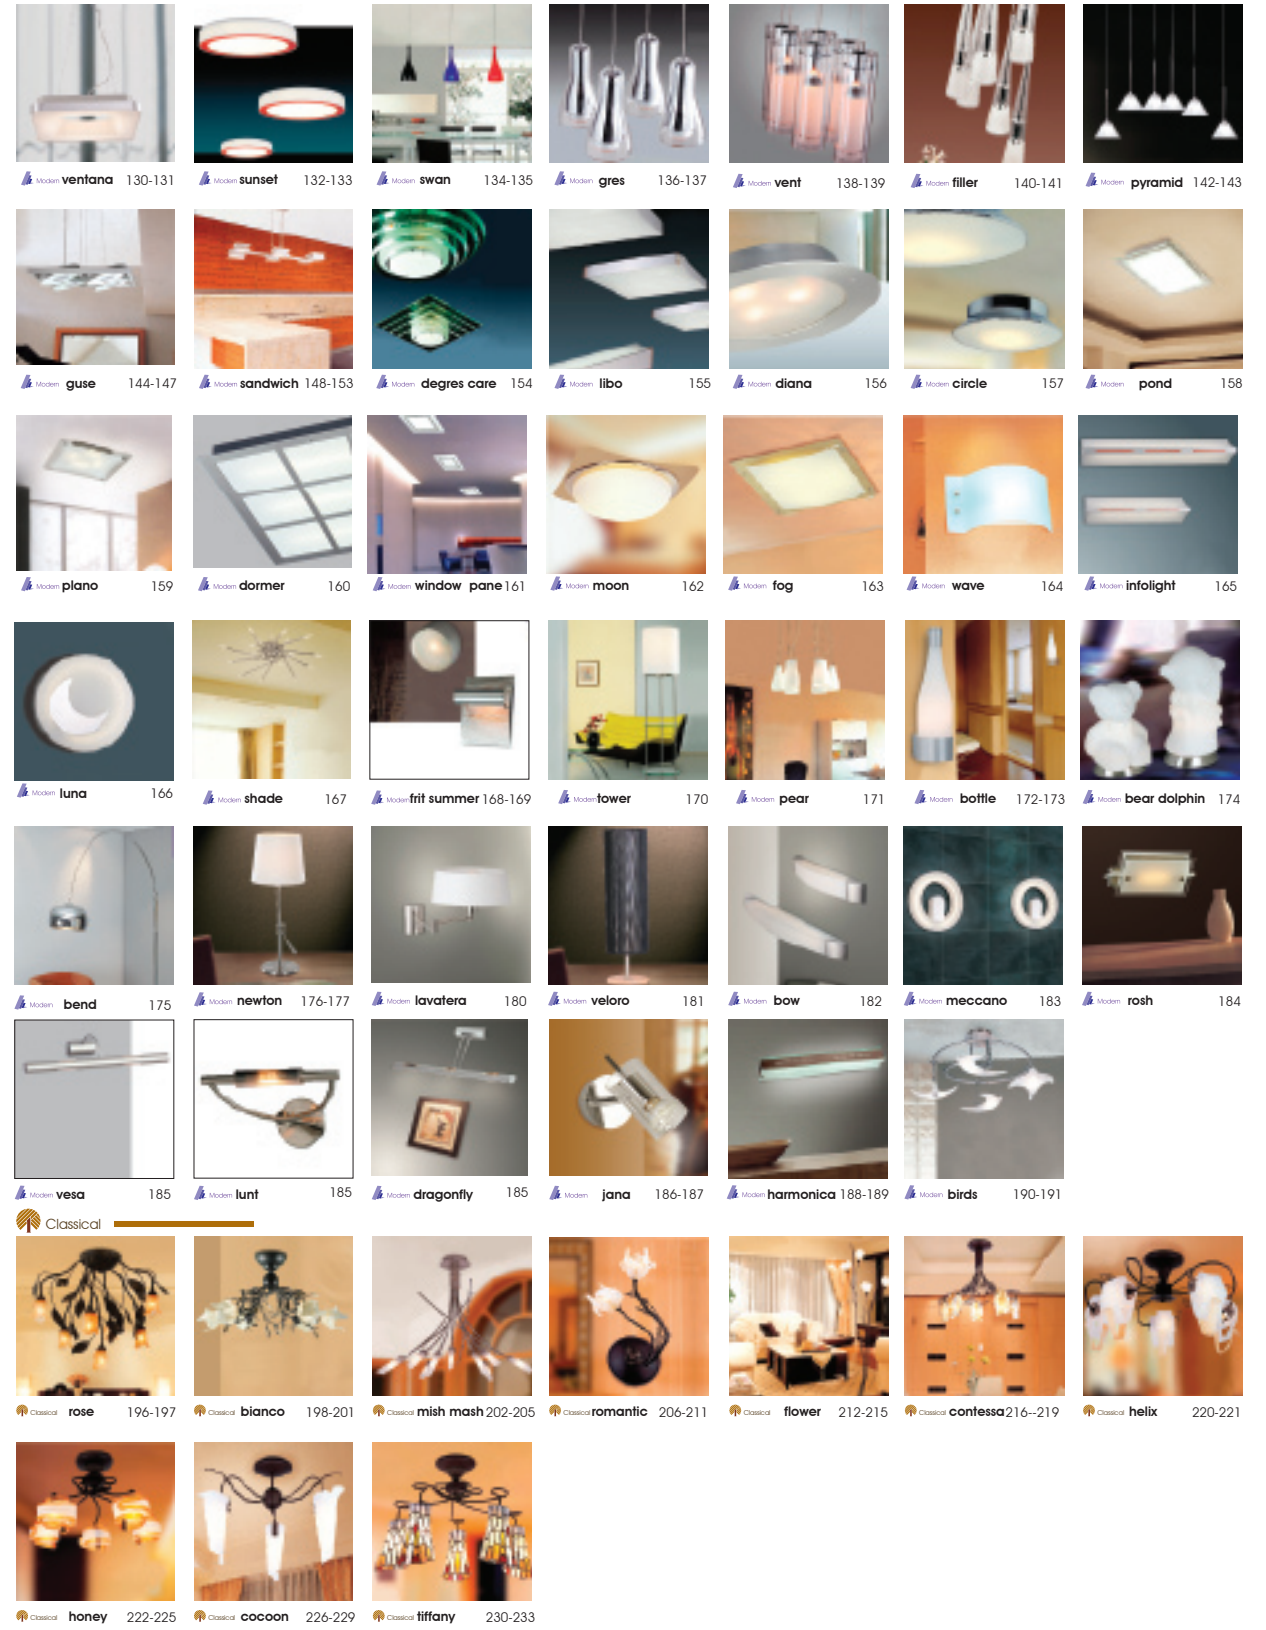 Modern ventana 130-131
Modern sunset 132-133
Modern swan 134-135
Modern gres 136-137
Modern vent 138-139
Modern filler 140-141
Modern pyramid 142-143
Modern guse 144-147
Modern sandwich 148-153
Modern degres care 154
Modern libo 155
Modern diana 156
Modern circle 157
Modern pond 158
Modern plano 159
Modern dormer 160
Modern window pane 161
Modern moon 162
Modern fog 163
Modern wave 164
Modern infolight 165
Modern luna 166
Modern shade 167
Modern frit summer 168-169
Modern tower 170
Modern pear 171
Modern bottle 172-173
Modern bear dolphin 174
Modern bend 175
Modern newton 176-177
Modern lavatera 180
Modern veloro 181
Modern bow 182
Modern meccano 183
Modern rosh 184
Modern vesa 185
Modern lunt 185
Modern dragonfly 185
Modern jana 186-187
Modern harmonica 188-189
Modern birds 190-191
Classical
Classical rose 196-197
Classical bianco 198-201
Classical mish mash 202-205
Classical romantic 206-211
Classical flower 212-215
Classical contessa 216--219
Classical helix 220-221
Classical honey 222-225
Classical cocoon 226-229
Classical tiffany 230-233